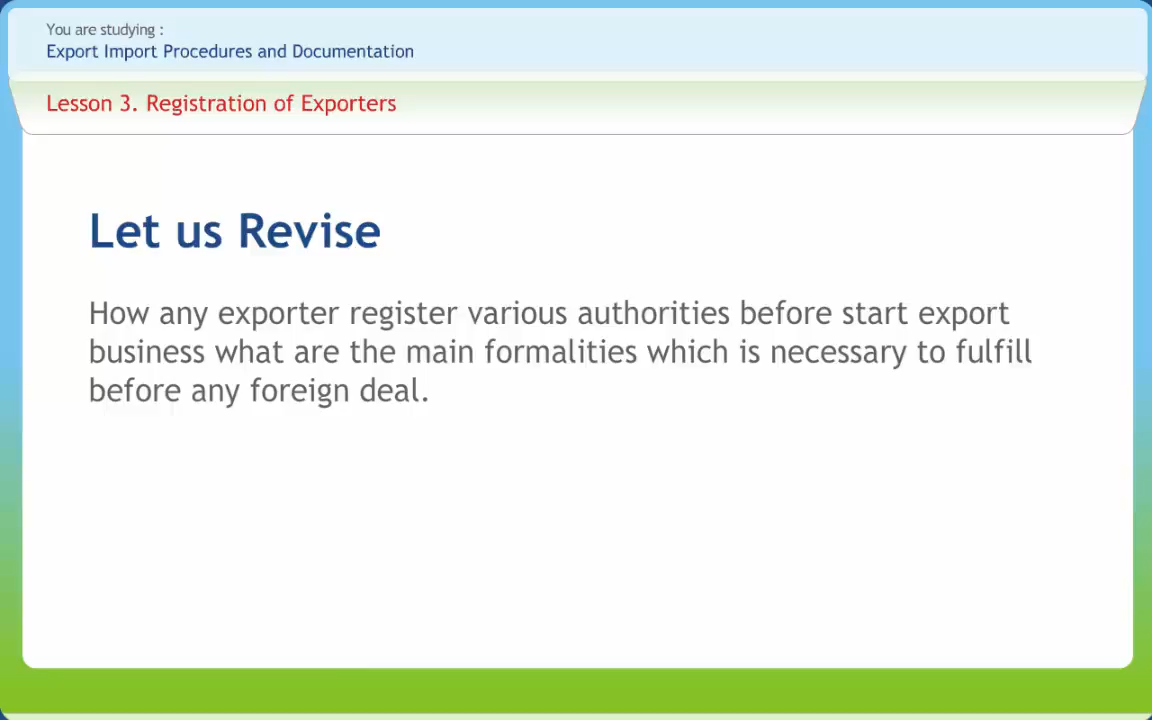 You are studying :
Export Import Procedures and Documentation
Lesson 3. Registration of Exporters
Let us Revise
How any exporter register various authorities before start export
business what are the main formalities which is necessary to fulfill
before any foreign deal.